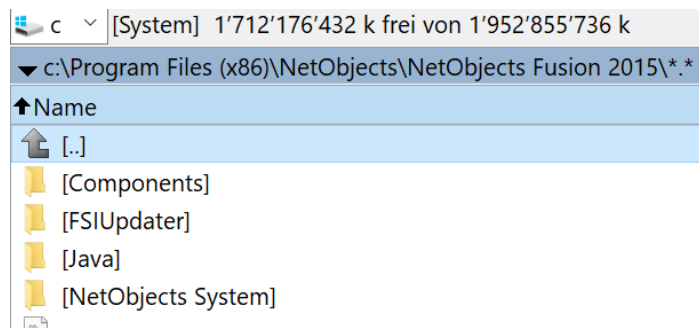 c [System] 1’712’176’432 k frei von 1’952’855’736 k
c:\Program Files (x86)\NetObjects\NetObjects Fusion 2015\*.*
Name
[..]
[Components]
[FSIUpdater]
[Java]
[NetObjects System]